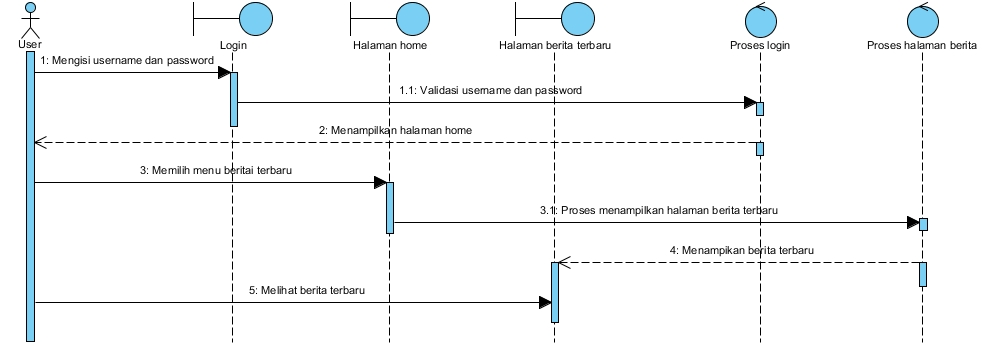 User
Login
Halaman home
Halaman berita terbaru
Proses login
Proses halaman berita
1: Mengisi username dan password
1.1: Validasi username dan password
2: Menampilkan halaman home
3: Memilih menu beritai terbaru
3.1: Proses menampilkan halaman berita terbaru
4: Menampikan berita terbaru
5: Melihat berita terbaru